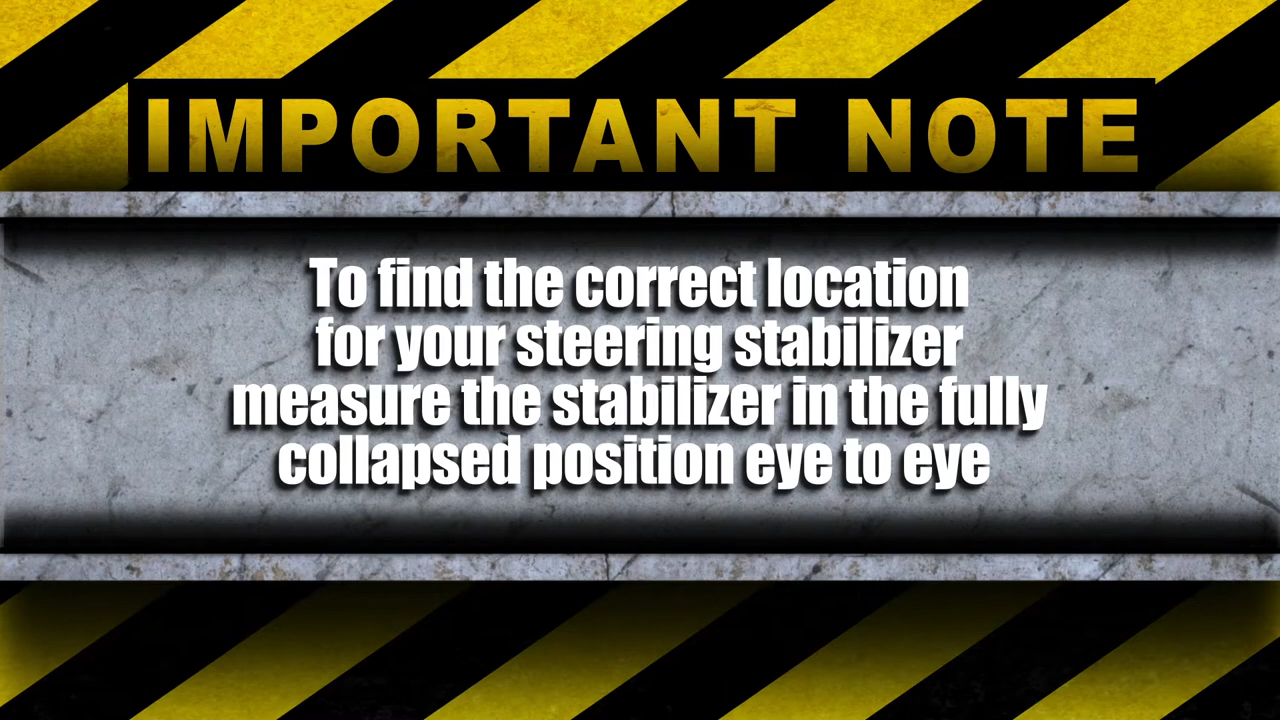 IMPORTANT NOTE
To find the correct location
for your steering stabilizer
measure the stabilizer in the fully
collapsed position eye to eye